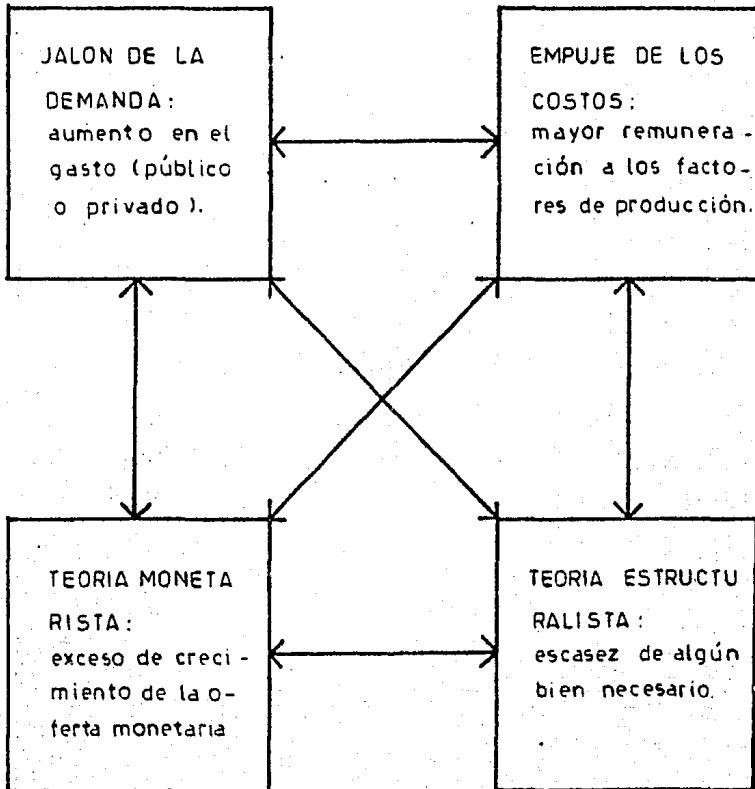 JALON DE LA
DEMANDA:
aumento en el
gasto (público
o privado).
EMPUJE DE LOS
COSTOS:
mayor remunera-
ción a los facto-
res de producción.
TEORIA MONETA
RISTA:
exceso de creci-
miento de la o-
ferta monetaria
TEORIA ESTRUCTU
RALISTA:
escasez de algún
bien necesario.